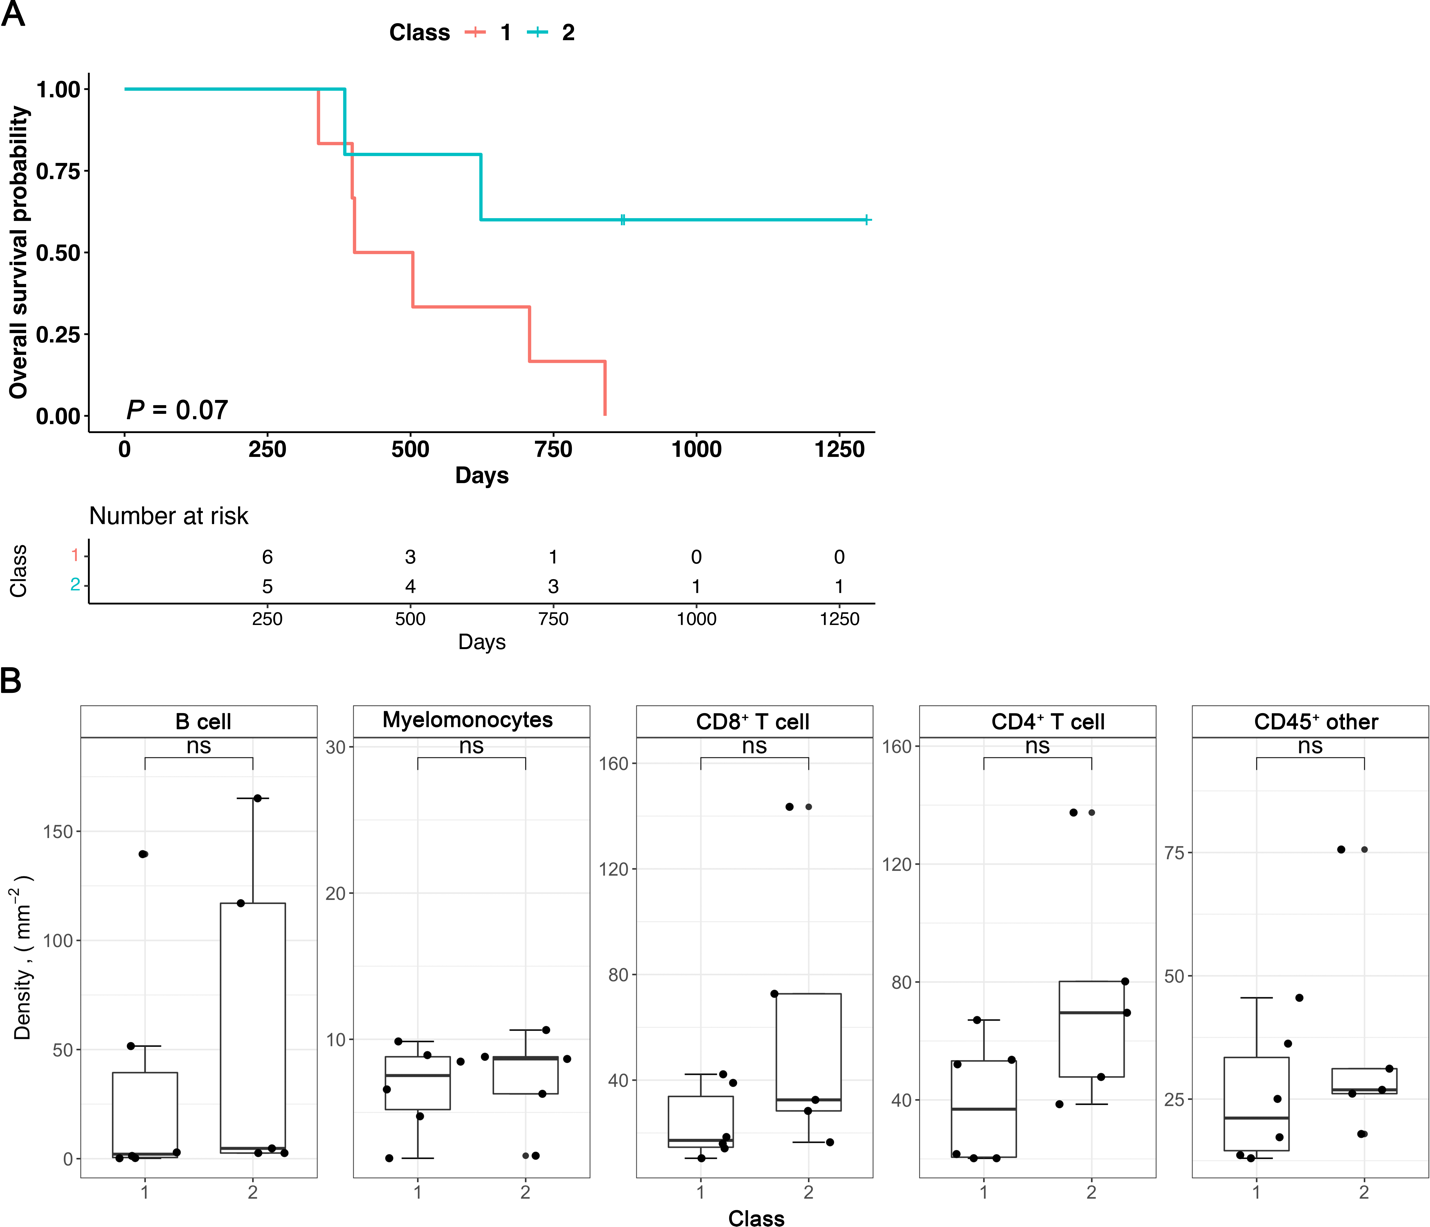 A
Class 1 2
Overall survival probability
1.00
0.75
0.50
0.25
0.00
P = 0.07
0 250 500 750 1000 1250
Days
Number at risk
Class
1 6 3 1 0 0
2 5 4 3 1 1
250 500 750 1000 1250
Days
B
B cell Myelomonocytes CD8⁺ T cell CD4⁺ T cell CD45⁺ other
ns ns ns ns ns
Density , ( mm⁻² )
150
100
50
0
30
20
10
160
120
80
40
160
120
80
40
75
50
25
1 2 1 2 1 2 1 2 1 2
Class